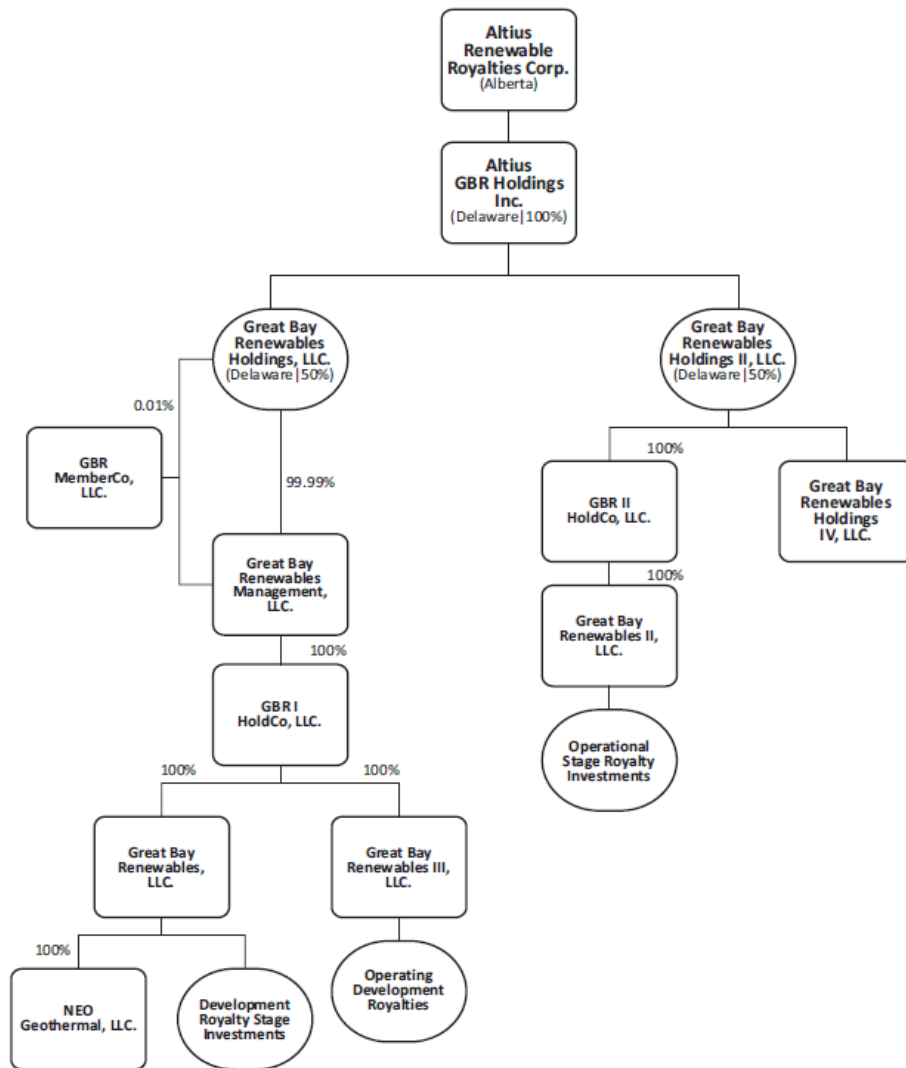 Altius
Renewable
Royalties Corp.
(Alberta)
Altius
GBR Holdings
Inc.
(Delaware|100%)
Great Bay
Renewables
Holdings, LLC.
(Delaware|50%)
Great Bay
Renewables
Holdings II, LLC.
(Delaware|50%)
0.01%
GBR
MemberCo,
LLC.
99.99%
100%
GBR II
HoldCo, LLC.
Great Bay
Renewables
Holdings
IV, LLC.
Great Bay
Renewables
Management,
LLC.
100%
Great Bay
Renewables II,
LLC.
100%
GBR I
HoldCo, LLC.
Operational
Stage Royalty
Investments
100%
100%
Great Bay
Renewables,
LLC.
Great Bay
Renewables III,
LLC.
100%
NEO
Geothermal, LLC.
Development
Royalty Stage
Investments
Operating
Development
Royalties